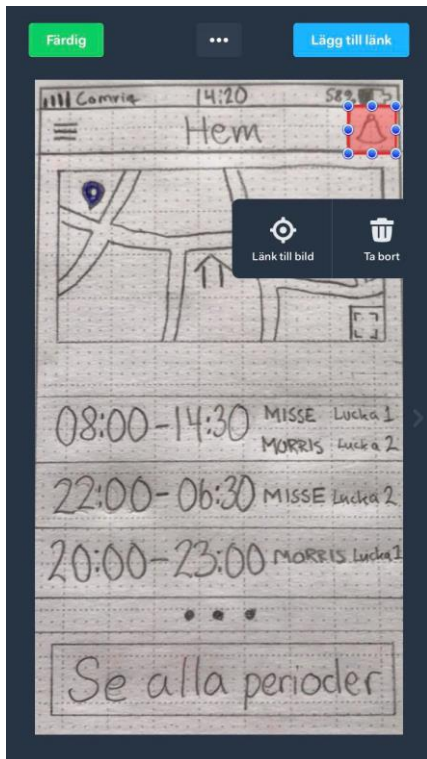 Färdig
Lägg till länk
Comriq 14:20 58%
Hem
Länk till bild Ta bort
08:00-14:30 MISSE Lucka 1
MORRIS Lucka 2
22:00-06:30 MISSE Lucka 2
20:00-23:00 MORRIS Lucka 1
Se alla perioder